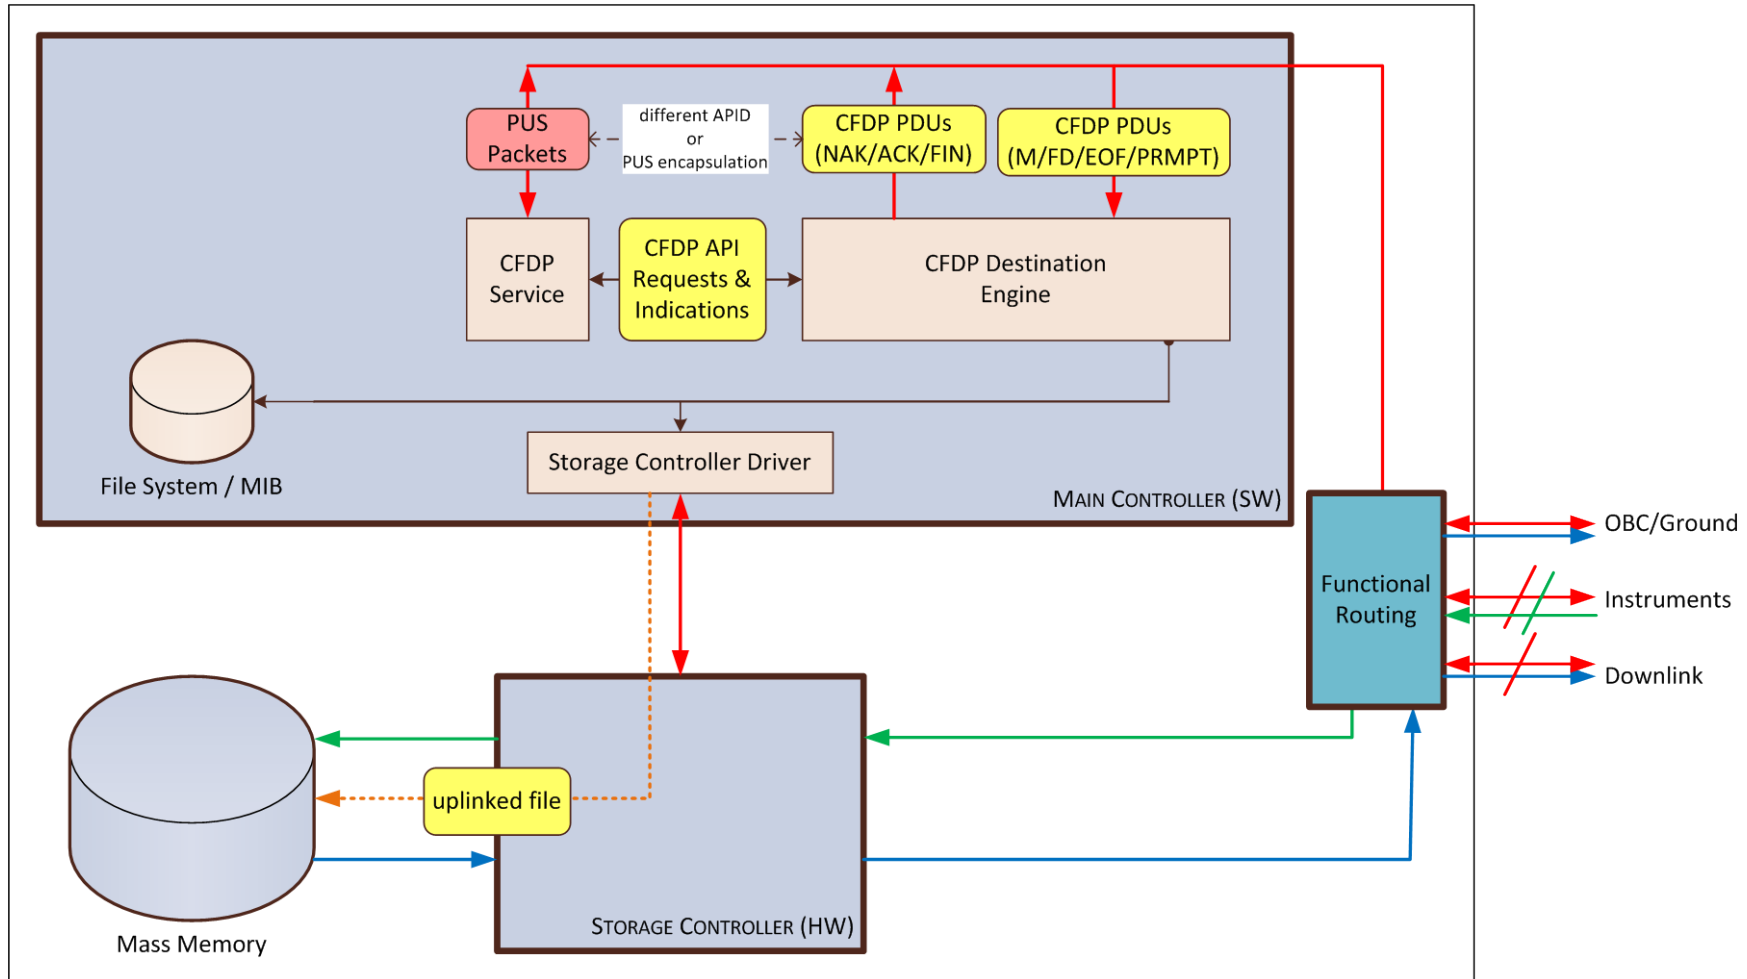 PUS
Packets
different APID
or
PUS encapsulation
CFDP PDUs
(NAK/ACK/FIN)
CFDP PDUs
(M/FD/EOF/PRMPT)
CFDP
Service
CFDP API
Requests &
Indications
CFDP Destination
Engine
File System / MIB
Storage Controller Driver
MAIN CONTROLLER (SW)
Functional
Routing
OBC/Ground
Instruments
Downlink
uplinked file
Mass Memory
STORAGE CONTROLLER (HW)